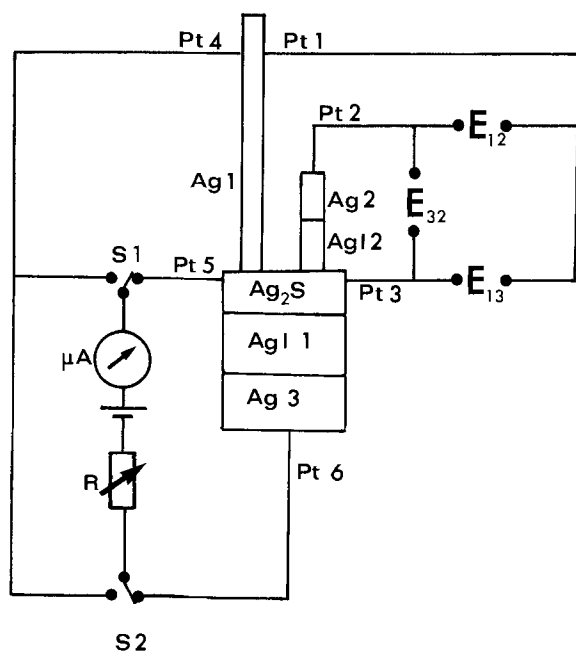 Pt 4
Pt 1
Pt 2
E12
Ag 1
Ag 2
E32
AgI 2
S 1
Pt 5
Ag2S
Pt 3
E13
µA
AgI 1
Ag 3
R
Pt 6
S 2